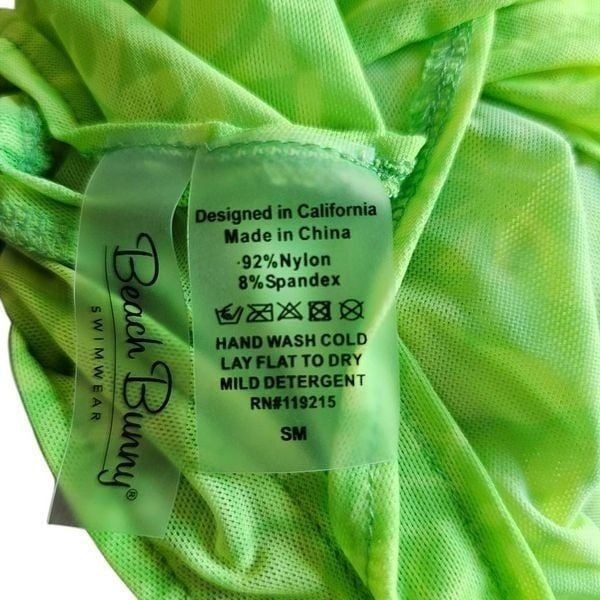 Beach Bunny®
SWIMWEAR
Designed in California
Made in China
·92%Nylon
8%Spandex
HAND WASH COLD
LAY FLAT TO DRY
MILD DETERGENT
RN#119215
SM